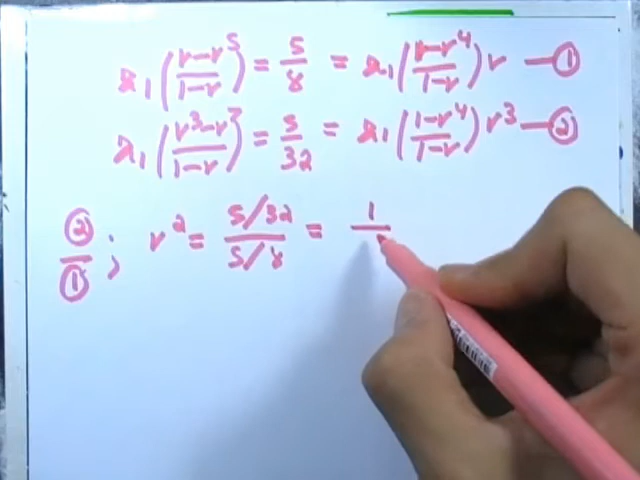 a₁(r-r⁵/1-r) = 5/8 = a₁(1-r⁴/1-r)r —①
a₁(r³-r⁷/1-r) = 5/32 = a₁(1-r⁴/1-r)r³ —②
②/① ; r² = 5/32 / 5/8 = 1/